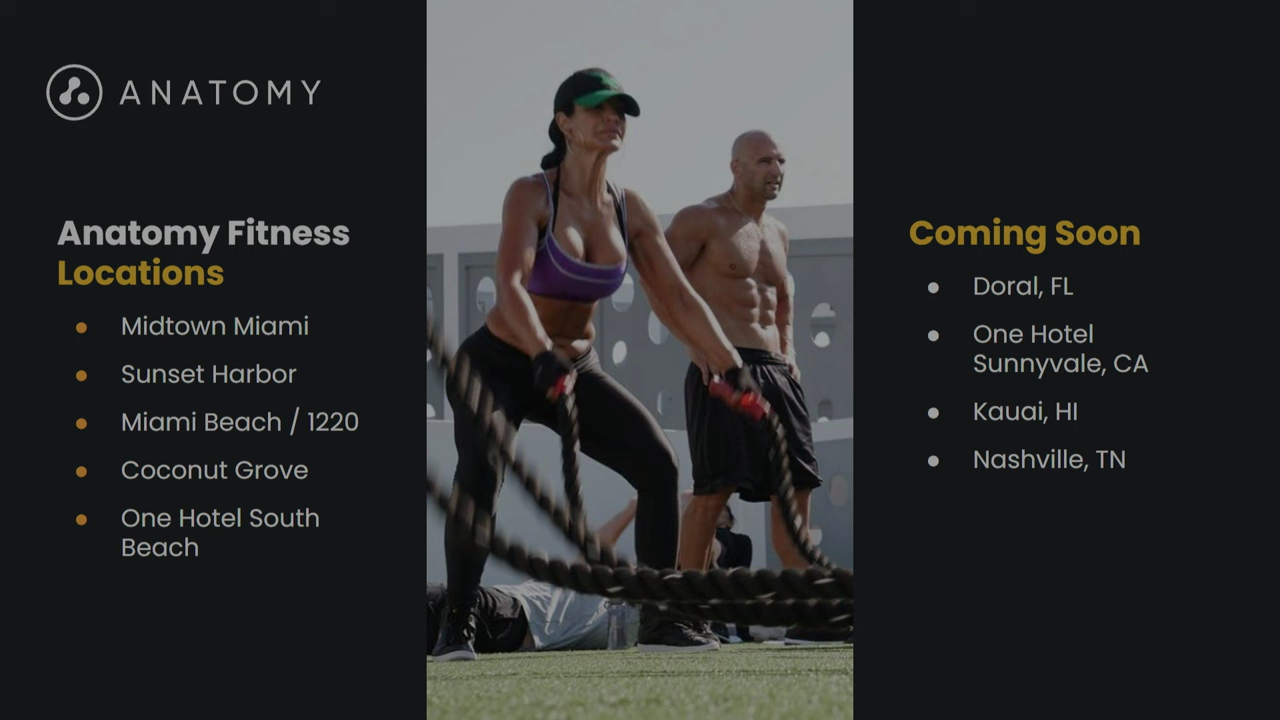 ANATOMY
Anatomy Fitness
Locations
Midtown Miami
Sunset Harbor
Miami Beach / 1220
Coconut Grove
One Hotel South
Beach
Coming Soon
Doral, FL
One Hotel
Sunnyvale, CA
Kauai, HI
Nashville, TN